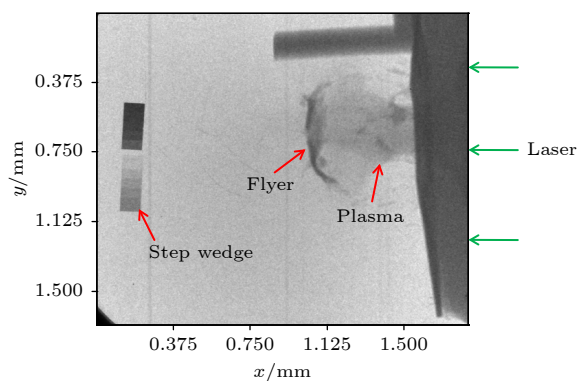 0.375
0.750
1.125
1.500
y/mm
Flyer
Plasma
Step wedge
Laser
0.375 0.750 1.125 1.500
x/mm